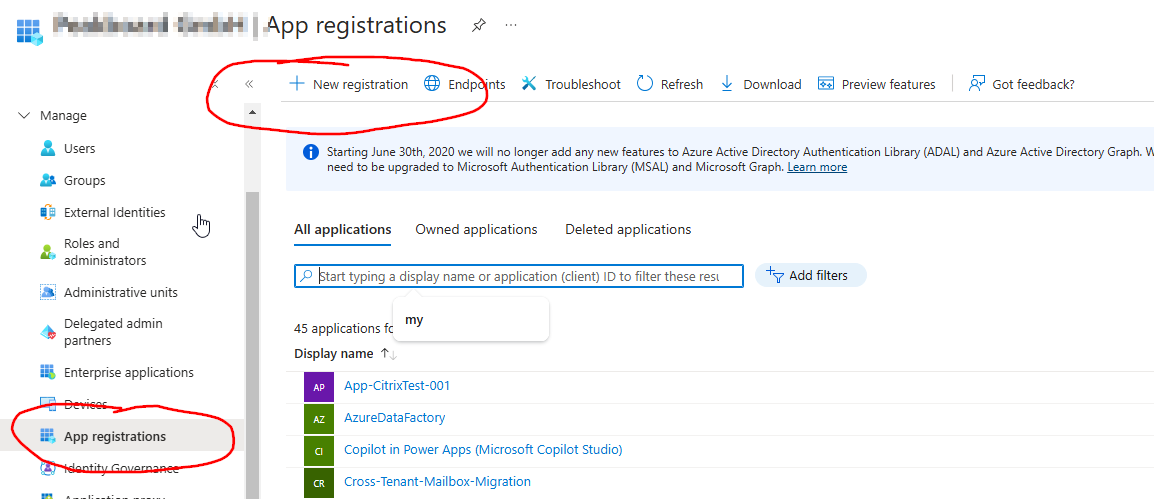 | App registrations
New registration
Endpoints
Troubleshoot
Refresh
Download
Preview features
Got feedback?
Manage
Users
Groups
External Identities
Roles and
administrators
Administrative units
Delegated admin
partners
Enterprise applications
Devices
App registrations
Identity Governance
Application proxy
Starting June 30th, 2020 we will no longer add any new features to Azure Active Directory Authentication Library (ADAL) and Azure Active Directory Graph. W
need to be upgraded to Microsoft Authentication Library (MSAL) and Microsoft Graph. Learn more
All applications
Owned applications
Deleted applications
Start typing a display name or application (client) ID to filter these resu
Add filters
my
45 applications fo
Display name
AP App-CitrixTest-001
AZ AzureDataFactory
CI Copilot in Power Apps (Microsoft Copilot Studio)
CR Cross-Tenant-Mailbox-Migration